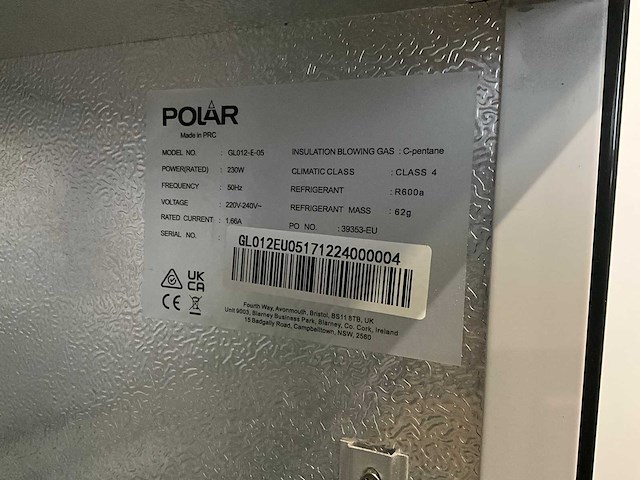 POLAR
Made in PRC
MODEL NO. : GL012-E-05
POWER(RATED) : 230W
FREQUENCY : 50Hz
VOLTAGE : 220V-240V~
RATED CURRENT : 1.66A
SERIAL NO. :
INSULATION BLOWING GAS : C-pentane
CLIMATIC CLASS : CLASS 4
REFRIGERANT : R600a
REFRIGERANT MASS : 62g
PO NO. : 39353-EU
GL012EU05171224000004
UK
CA
CE
Fourth Way, Avonmouth, Bristol, BS11 8TB, UK
Unit 9003, Blarney Business Park, Blarney, Co. Cork, Ireland
15 Badgally Road, Campbelltown, NSW, 2560